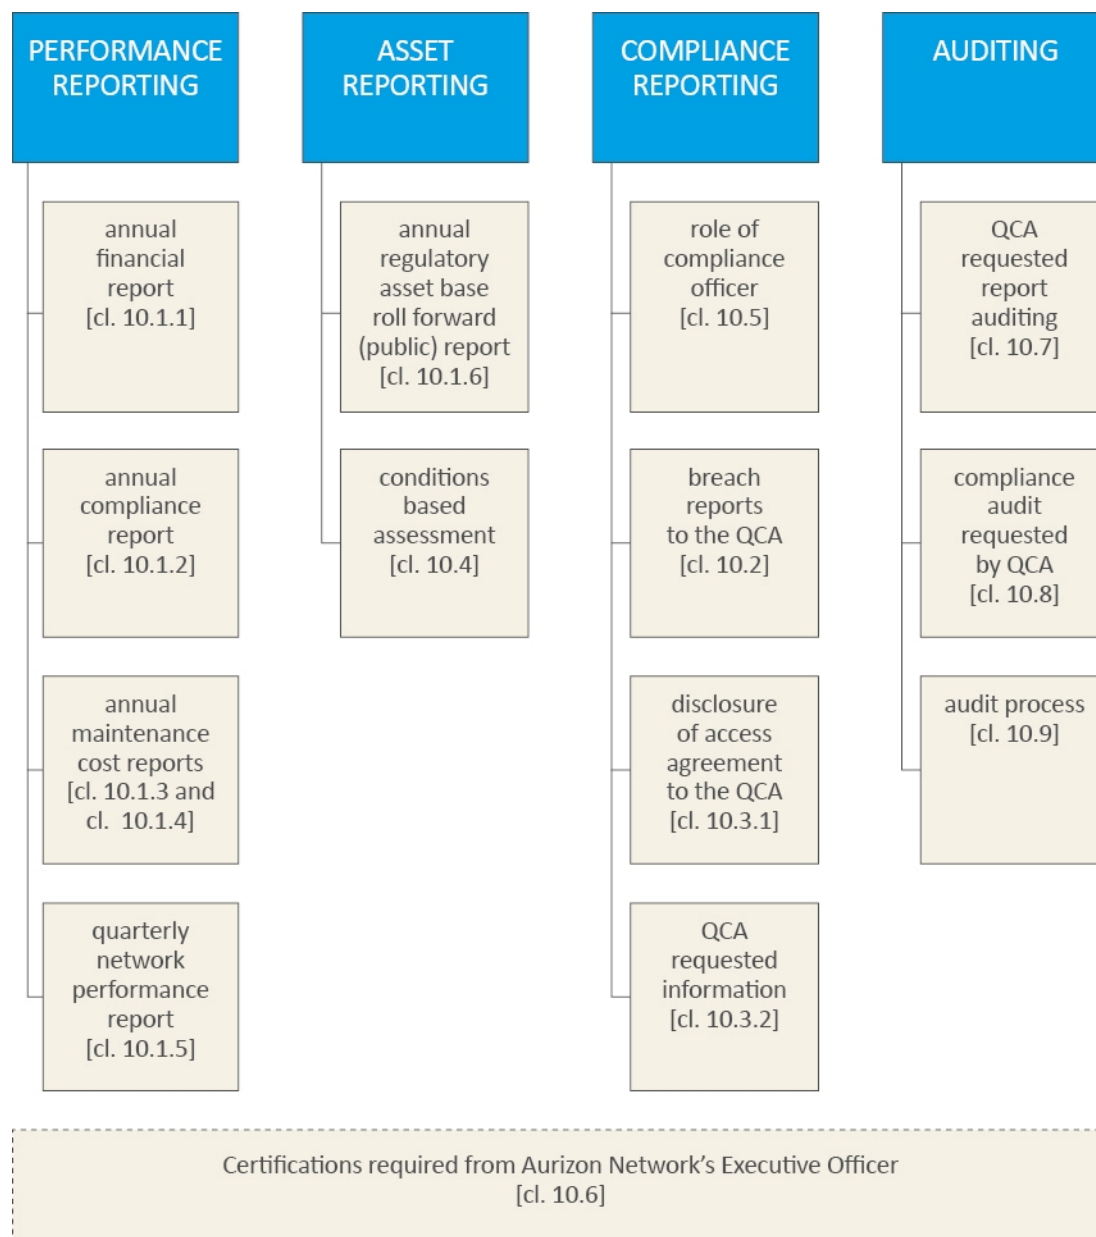 PERFORMANCE
REPORTING
annual
financial
report
[cl. 10.1.1]
annual
compliance
report
[cl. 10.1.2]
annual
maintenance
cost reports
[cl. 10.1.3 and
cl. 10.1.4]
quarterly
network
performance
report
[cl. 10.1.5]
ASSET
REPORTING
annual
regulatory
asset base
roll forward
(public) report
[cl. 10.1.6]
conditions
based
assessment
[cl. 10.4]
COMPLIANCE
REPORTING
role of
compliance
officer
[cl. 10.5]
breach
reports
to the QCA
[cl. 10.2]
disclosure
of access
agreement
to the QCA
[cl. 10.3.1]
QCA
requested
information
[cl. 10.3.2]
AUDITING
QCA
requested
report
auditing
[cl. 10.7]
compliance
audit
requested
by QCA
[cl. 10.8]
audit process
[cl. 10.9]
Certifications required from Aurizon Network’s Executive Officer
[cl. 10.6]